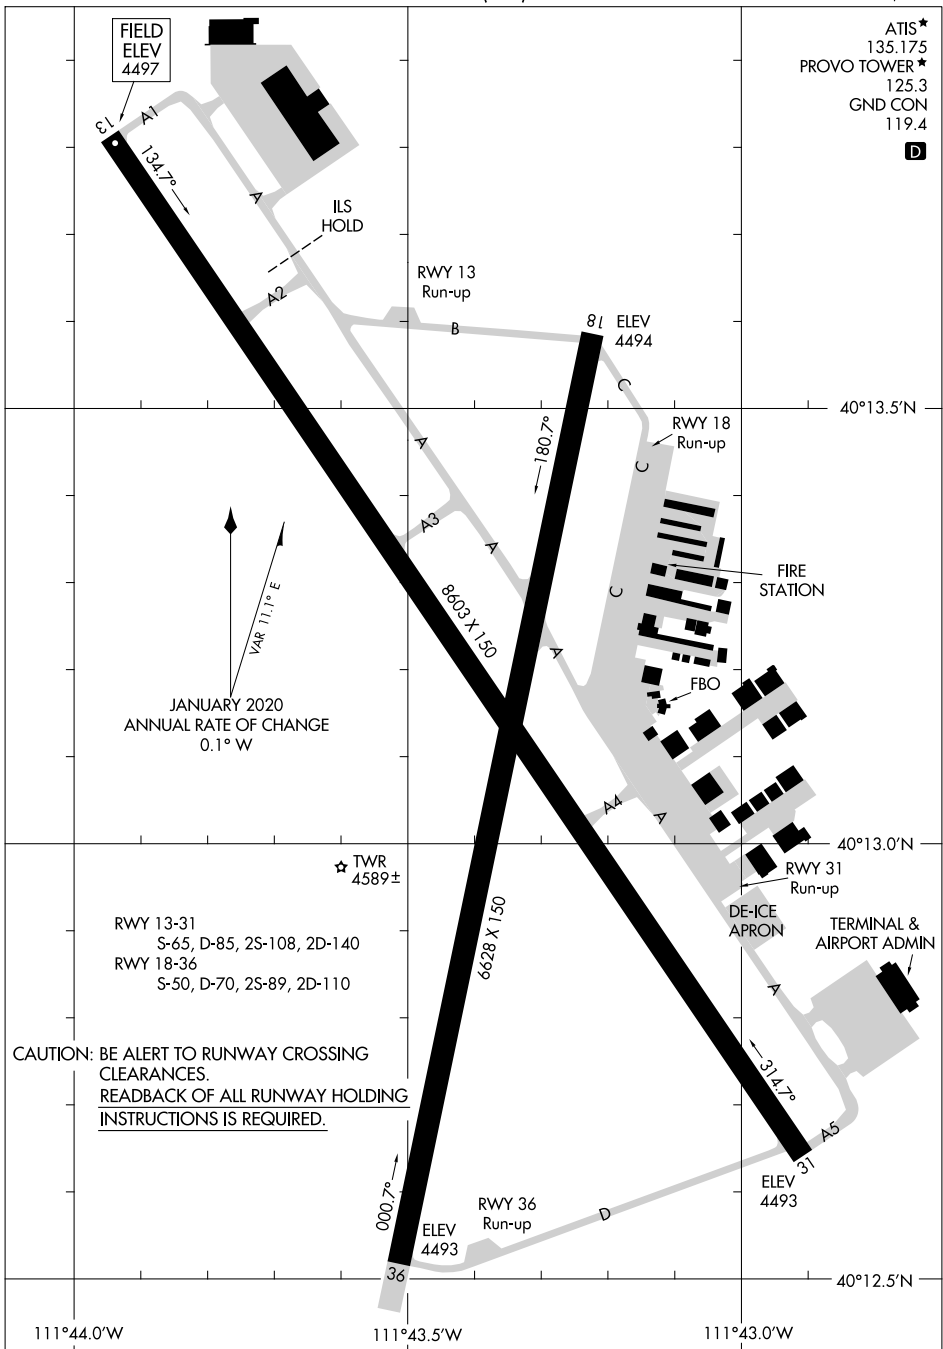 FIELD
ELEV
4497
ATIS★
135.175
PROVO TOWER★
125.3
GND CON
119.4
D
13
A1
134.7°
A
ILS
HOLD
A2
RWY 13
Run-up
B
18
ELEV
4494
C
40°13.5'N
RWY 18
Run-up
180.7°
A
C
A3
A
VAR 11.1° E
FIRE
STATION
C
8603 X 150
A
FBO
JANUARY 2020
ANNUAL RATE OF CHANGE
0.1° W
A4
A
40°13.0'N
TWR
4589±
RWY 31
Run-up
DE-ICE
APRON
TERMINAL &
AIRPORT ADMIN
RWY 13-31
S-65, D-85, 2S-108, 2D-140
RWY 18-36
S-50, D-70, 2S-89, 2D-110
6628 X 150
A
CAUTION: BE ALERT TO RUNWAY CROSSING
CLEARANCES.
READBACK OF ALL RUNWAY HOLDING
INSTRUCTIONS IS REQUIRED.
314.7°
A5
31
ELEV
4493
000.7°
RWY 36
Run-up
D
ELEV
4493
36
40°12.5'N
111°44.0'W
111°43.5'W
111°43.0'W